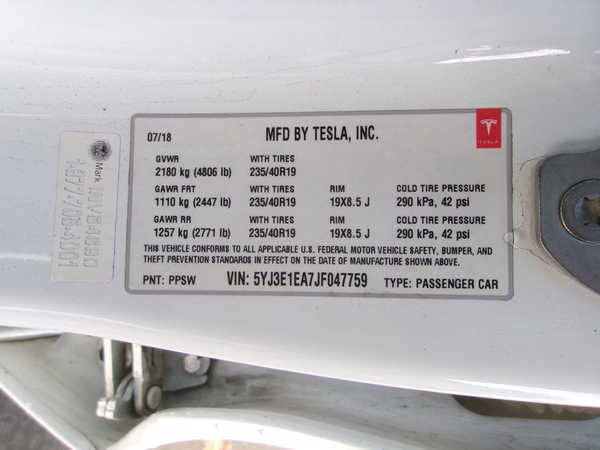 07/18 MFD BY TESLA, INC.
TESLA
GVWR WITH TIRES
2180 kg (4806 lb) 235/40R19
GAWR FRT WITH TIRES RIM COLD TIRE PRESSURE
1110 kg (2447 lb) 235/40R19 19X8.5 J 290 kPa, 42 psi
GAWR RR WITH TIRES RIM COLD TIRE PRESSURE
1257 kg (2771 lb) 235/40R19 19X8.5 J 290 kPa, 42 psi
THIS VEHICLE CONFORMS TO ALL APPLICABLE U.S. FEDERAL MOTOR VEHICLE SAFETY, BUMPER, AND
THEFT PREVENTION STANDARDS IN EFFECT ON THE DATE OF MANUFACTURE SHOWN ABOVE.
PNT: PPSW VIN: 5YJ3E1EA7JF047759 TYPE: PASSENGER CAR
Mark